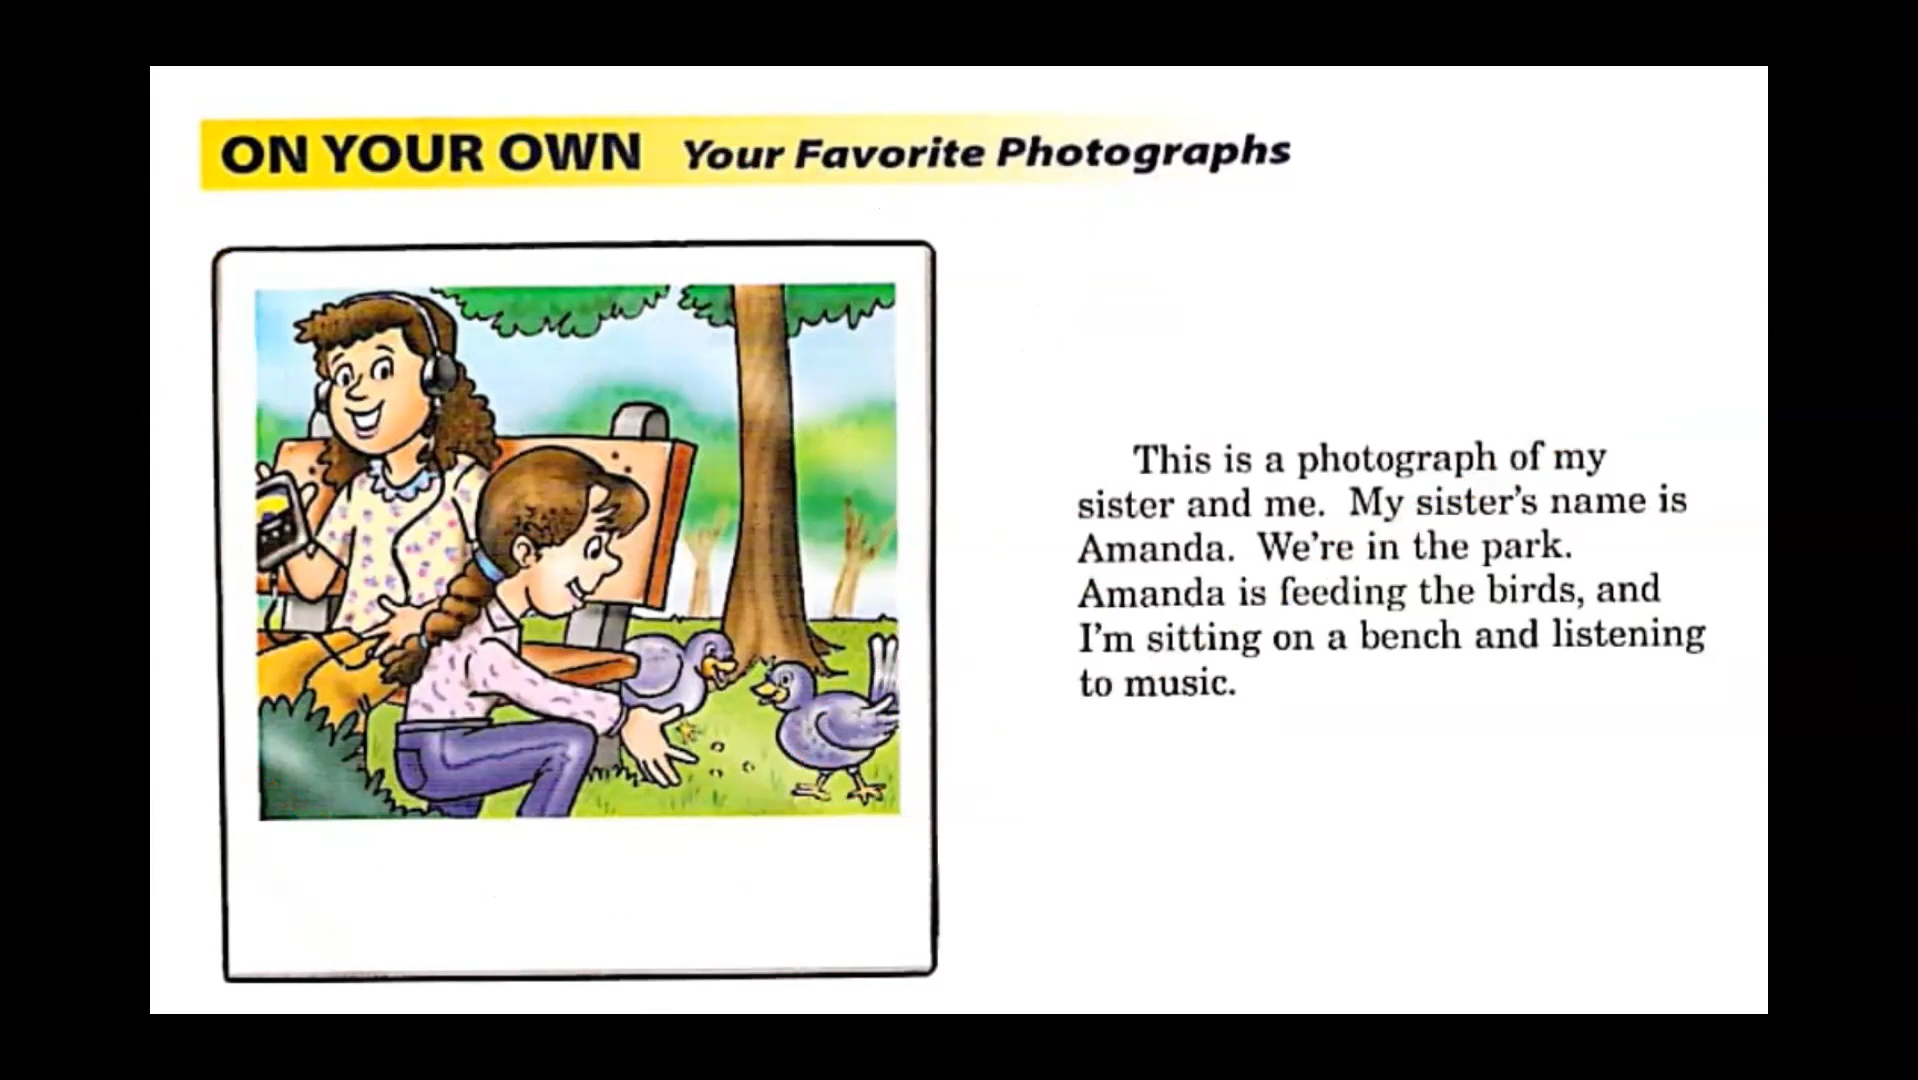 ON YOUR OWN Your Favorite Photographs
This is a photograph of my
sister and me. My sister's name is
Amanda. We're in the park.
Amanda is feeding the birds, and
I'm sitting on a bench and listening
to music.